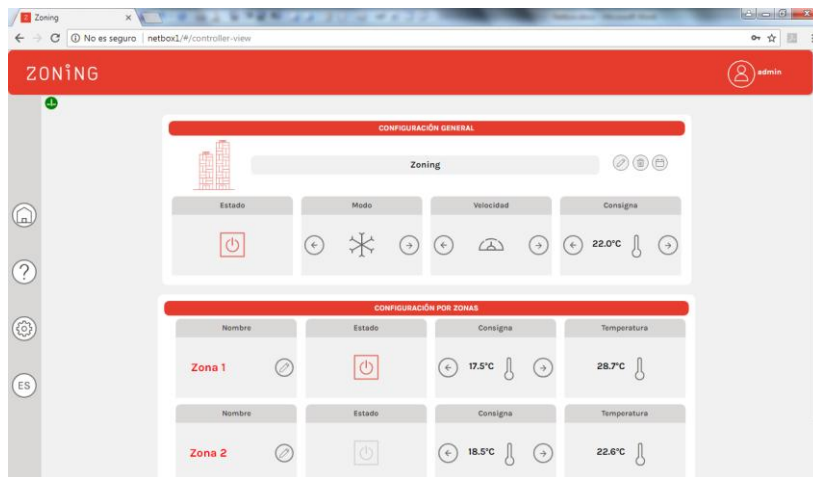 Zoning
No es seguro | netbox1/#/controller-view
ZONiNG
admin
CONFIGURACIÓN GENERAL
Zoning
Estado Modo Velocidad Consigna
22.0°C
CONFIGURACIÓN POR ZONAS
Nombre Estado Consigna Temperatura
Zona 1 17.5°C 28.7°C
Nombre Estado Consigna Temperatura
Zona 2 18.5°C 22.6°C
ES